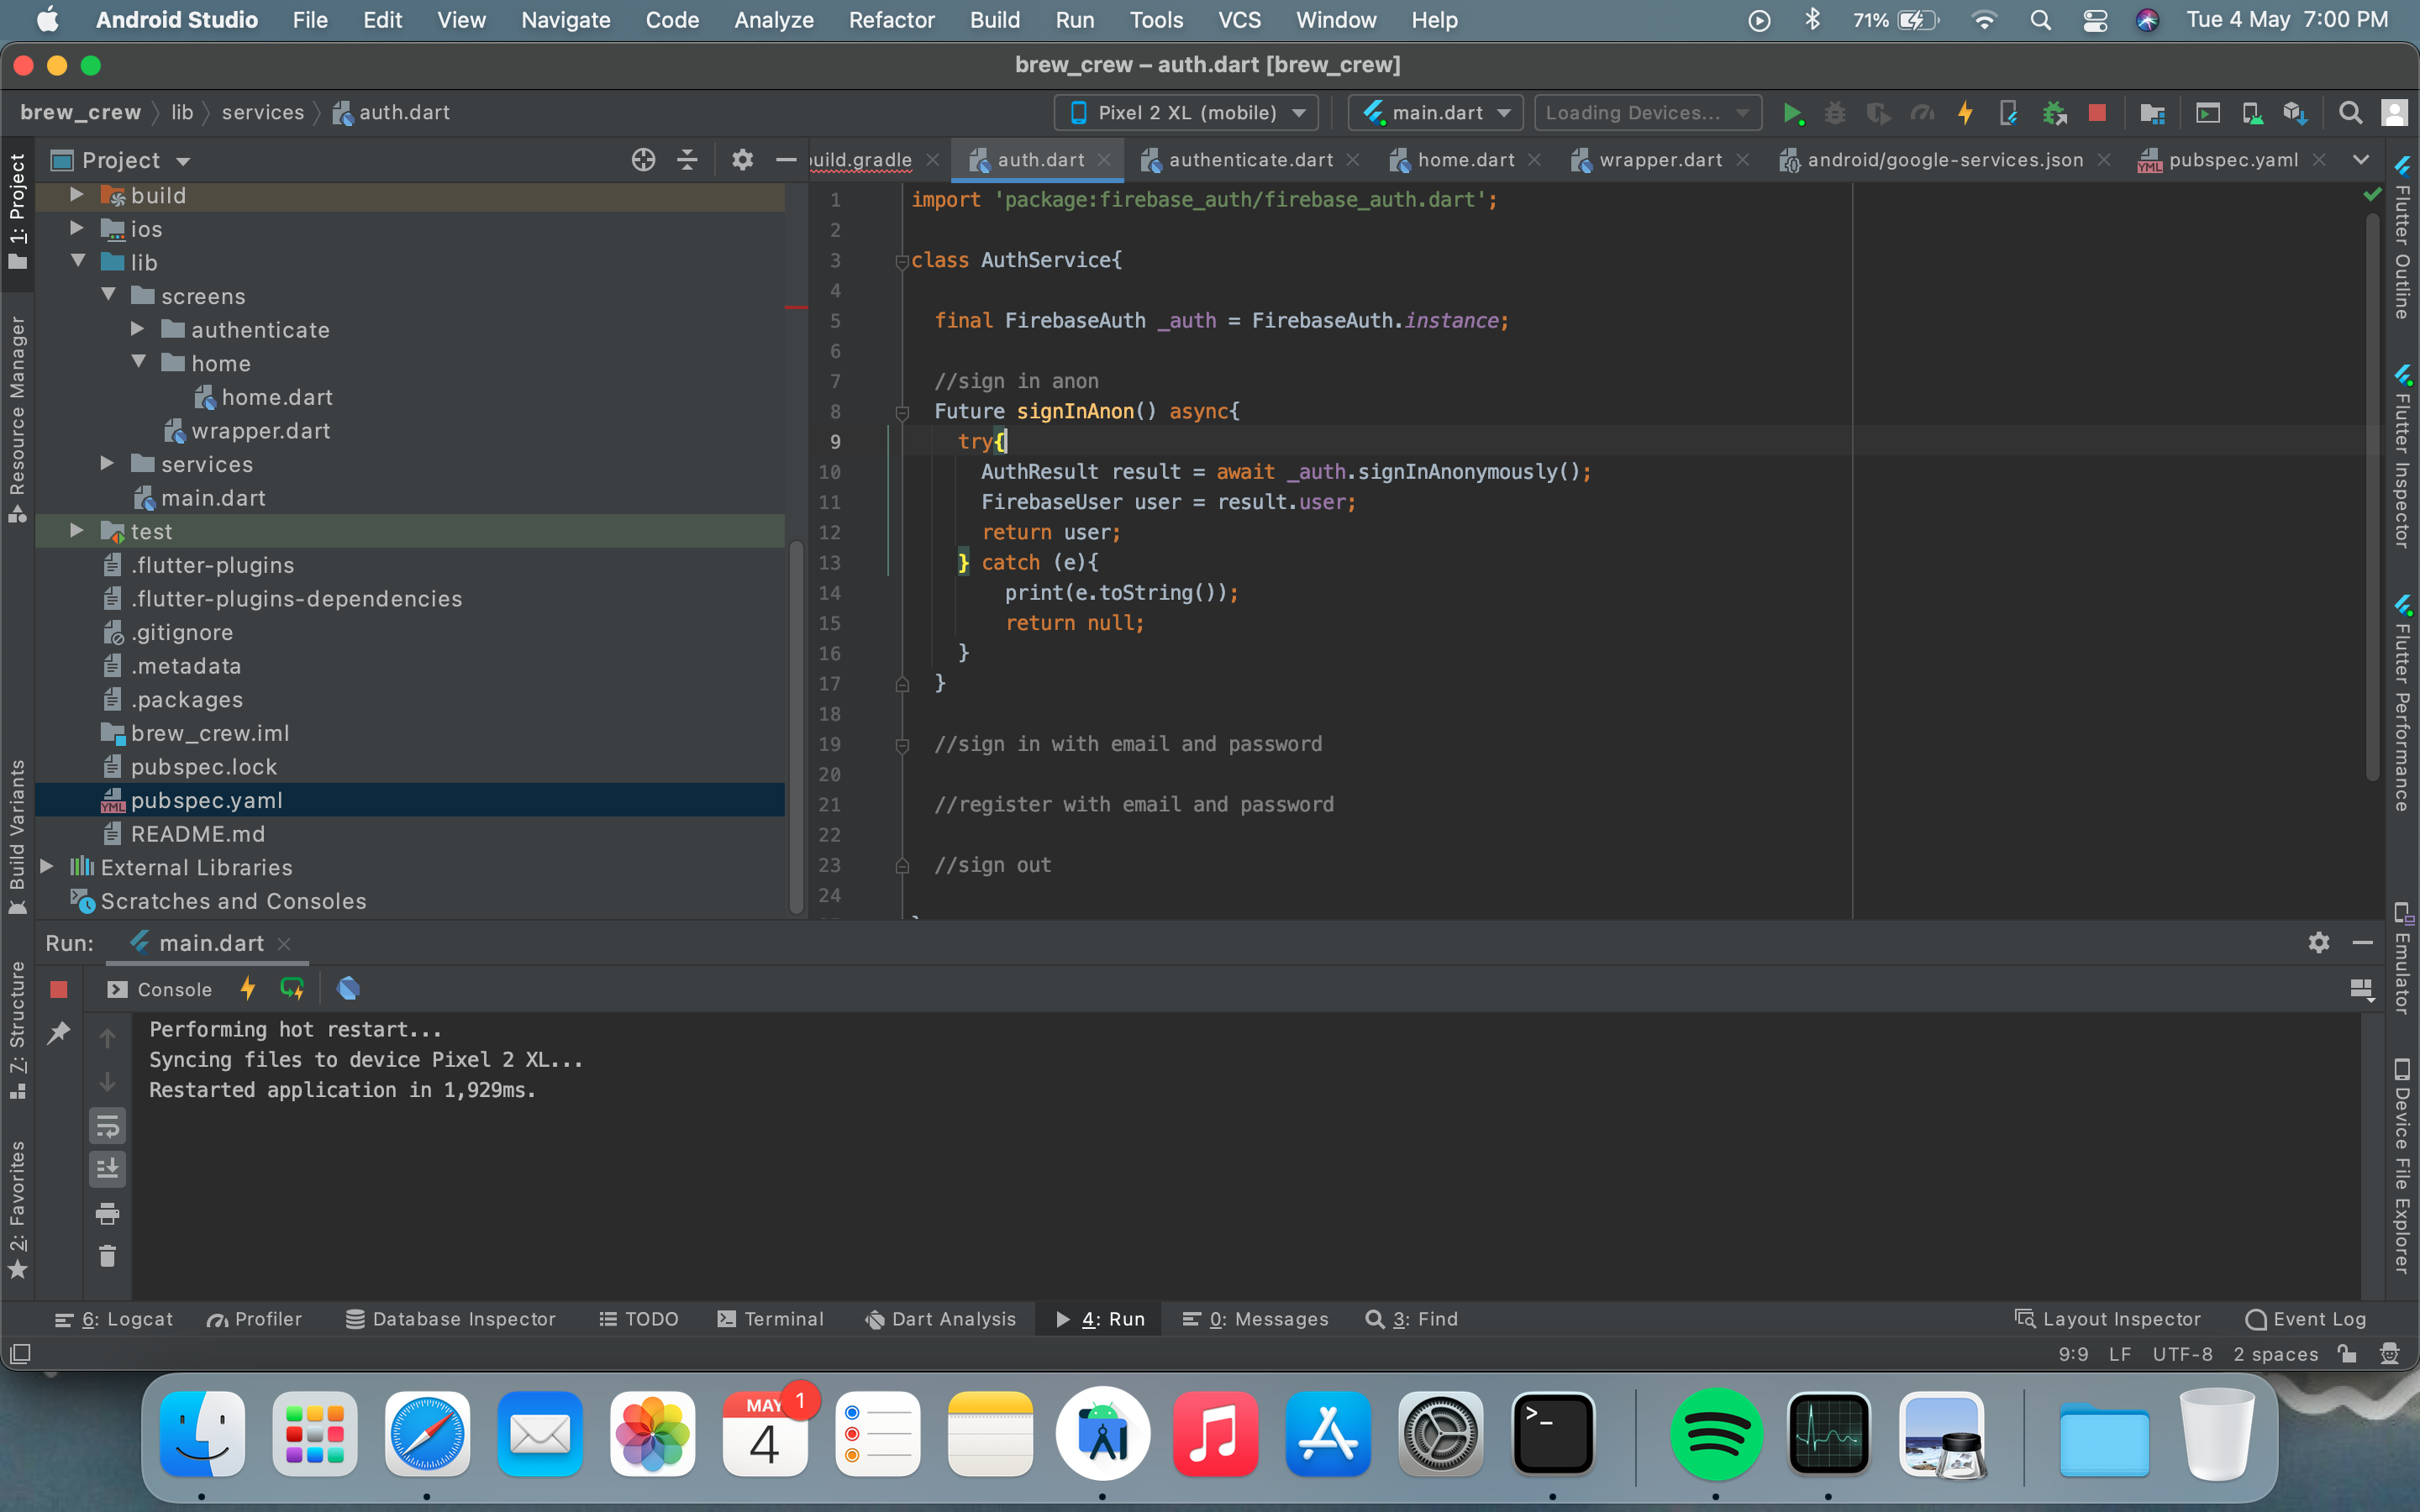 Android Studio File Edit View Navigate Code Analyze Refactor Build Run Tools VCS Window Help 71% Tue 4 May 7:00 PM
brew_crew – auth.dart [brew_crew]
brew_crew lib services auth.dart Pixel 2 XL (mobile) main.dart Loading Devices...
Project
build.gradle auth.dart authenticate.dart home.dart wrapper.dart android/google-services.json pubspec.yaml
build
ios
lib
screens
authenticate
home
home.dart
wrapper.dart
services
main.dart
test
.flutter-plugins
.flutter-plugins-dependencies
.gitignore
.metadata
.packages
brew_crew.iml
pubspec.lock
YML pubspec.yaml
README.md
External Libraries
Scratches and Consoles
1: Project
Resource Manager
Build Variants
7: Structure
2: Favorites
1 import 'package:firebase_auth/firebase_auth.dart';
2
3 class AuthService{
4
5 final FirebaseAuth _auth = FirebaseAuth.instance;
6
7 //sign in anon
8 Future signInAnon() async{
9 try{
10 AuthResult result = await _auth.signInAnonymously();
11 FirebaseUser user = result.user;
12 return user;
13 } catch (e){
14 print(e.toString());
15 return null;
16 }
17 }
18
19 //sign in with email and password
20
21 //register with email and password
22
23 //sign out
24
Flutter Outline
Flutter Inspector
Flutter Performance
Emulator
Device File Explorer
Run: main.dart
Console
Performing hot restart...
Syncing files to device Pixel 2 XL...
Restarted application in 1,929ms.
6: Logcat Profiler Database Inspector TODO Terminal Dart Analysis 4: Run 0: Messages 3: Find Layout Inspector Event Log
9:9 LF UTF-8 2 spaces
MAY 4 1